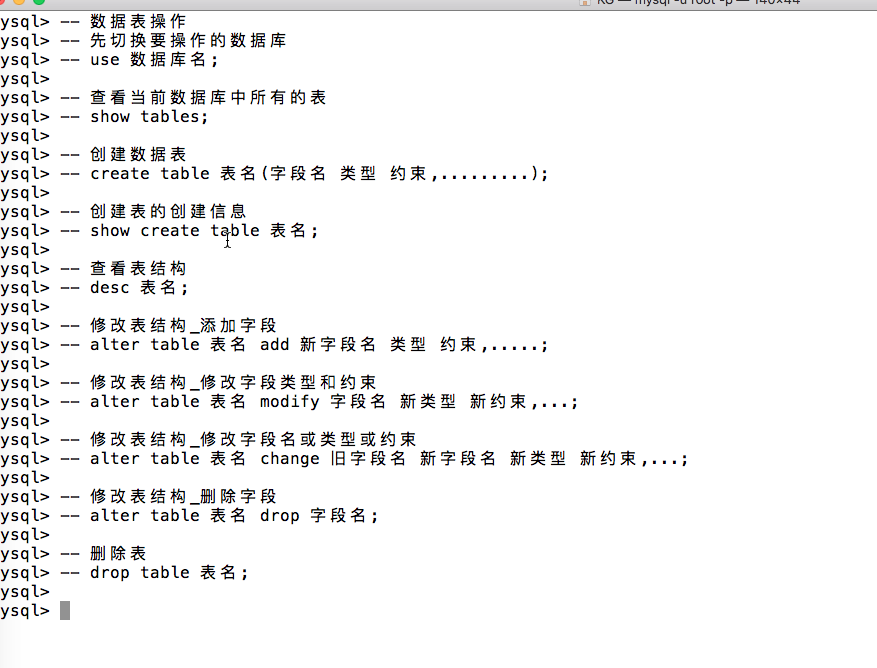 KG — mysql -u root -p — 140×44
ysql> -- 数据表操作
ysql> -- 先切换要操作的数据库
ysql> -- use 数据库名;
ysql>
ysql> -- 查看当前数据库中所有的表
ysql> -- show tables;
ysql>
ysql> -- 创建数据表
ysql> -- create table 表名(字段名 类型 约束,.........);
ysql>
ysql> -- 创建表的创建信息
ysql> -- show create table 表名;
ysql>
ysql> -- 查看表结构
ysql> -- desc 表名;
ysql>
ysql> -- 修改表结构_添加字段
ysql> -- alter table 表名 add 新字段名 类型 约束,.....;
ysql>
ysql> -- 修改表结构_修改字段类型和约束
ysql> -- alter table 表名 modify 字段名 新类型 新约束,...;
ysql>
ysql> -- 修改表结构_修改字段名或类型或约束
ysql> -- alter table 表名 change 旧字段名 新字段名 新类型 新约束,...;
ysql>
ysql> -- 修改表结构_删除字段
ysql> -- alter table 表名 drop 字段名;
ysql>
ysql> -- 删除表
ysql> -- drop table 表名;
ysql>
ysql>